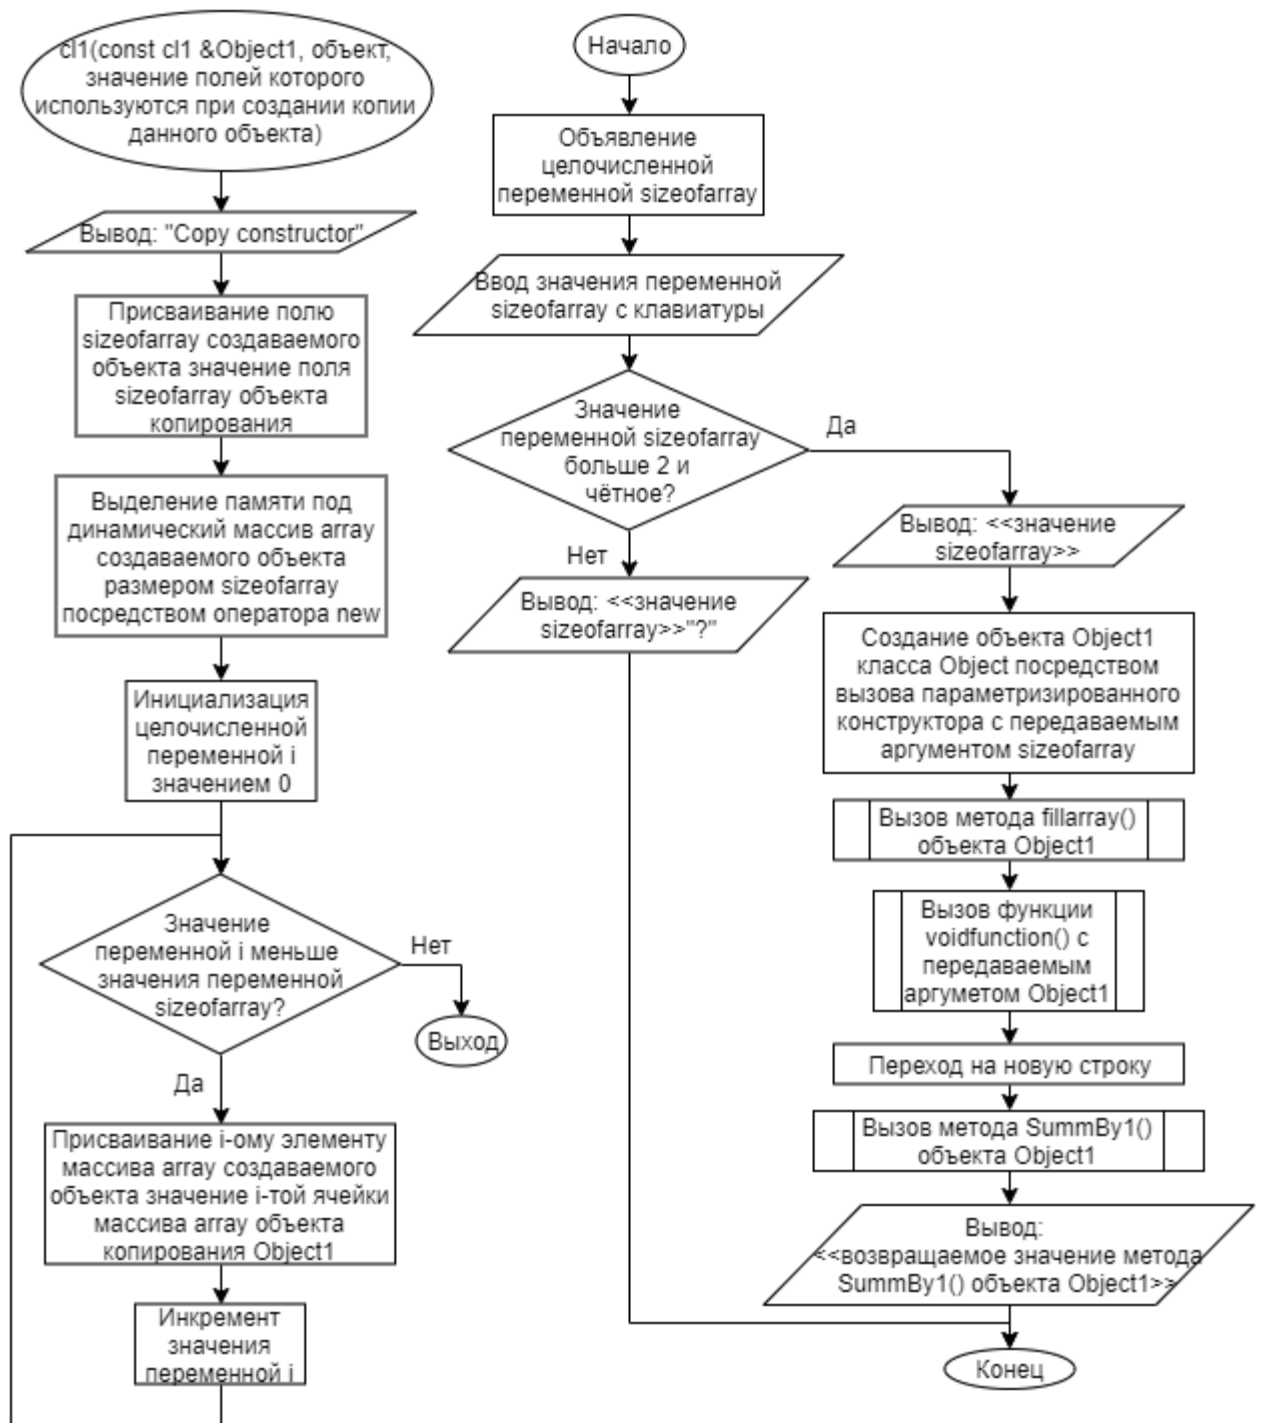 cl1(const cl1 &Object1, объект,
значение полей которого
используются при создании копии
данного объекта)
Вывод: "Copy constructor"
Присваивание полю
sizeofarray создаваемого
объекта значение поля
sizeofarray объекта
копирования
Выделение памяти под
динамический массив array
создаваемого объекта
размером sizeofarray
посредством оператора new
Инициализация
целочисленной
переменной i
значением 0
Значение
переменной i меньше
значения переменной
sizeofarray?
Нет
Выход
Да
Присваивание i-ому элементу
массива array создаваемого
объекта значение i-той ячейки
массива array объекта
копирования Object1
Инкремент
значения
переменной i
Начало
Объявление
целочисленной
переменной sizeofarray
Ввод значения переменной
sizeofarray с клавиатуры
Значение
переменной sizeofarray
больше 2 и
чётное?
Да
Нет
Вывод: <<значение
sizeofarray>>"?"
Вывод: <<значение
sizeofarray>>
Создание объекта Object1
класса Object посредством
вызова параметризированного
конструктора с передаваемым
аргументом sizeofarray
Вызов метода fillarray()
объекта Object1
Вызов функции
voidfunction() с
передаваемым
аргуметом Object1
Переход на новую строку
Вызов метода SummBy1()
объекта Object1
Вывод:
<<возвращаемое значение метода
SummBy1() объекта Object1>>
Конец